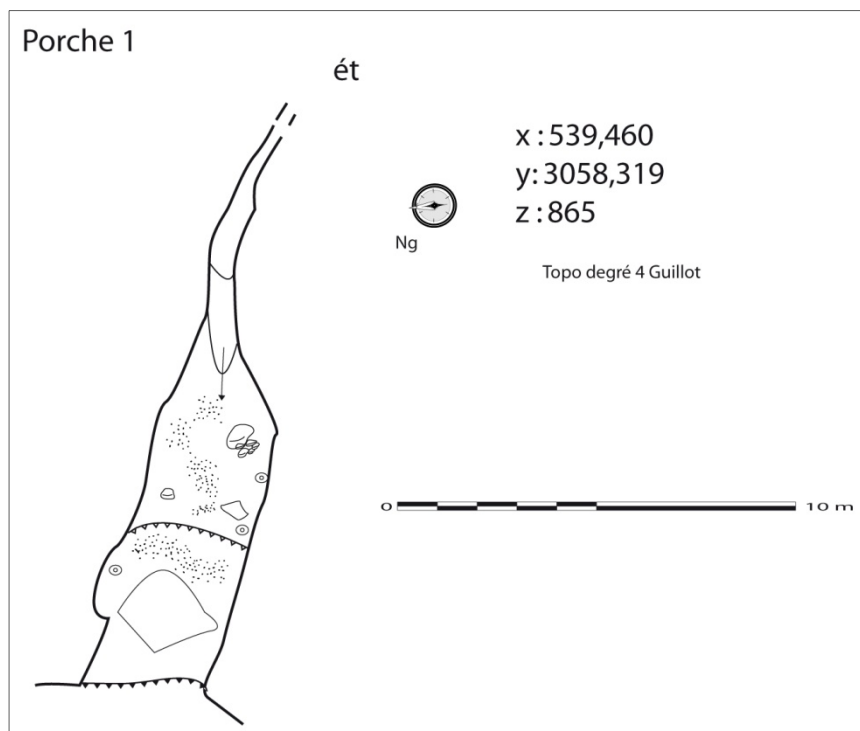 Porche 1
ét
x : 539,460
y: 3058,319
z : 865
Ng
Topo degré 4 Guillot
0 10 m